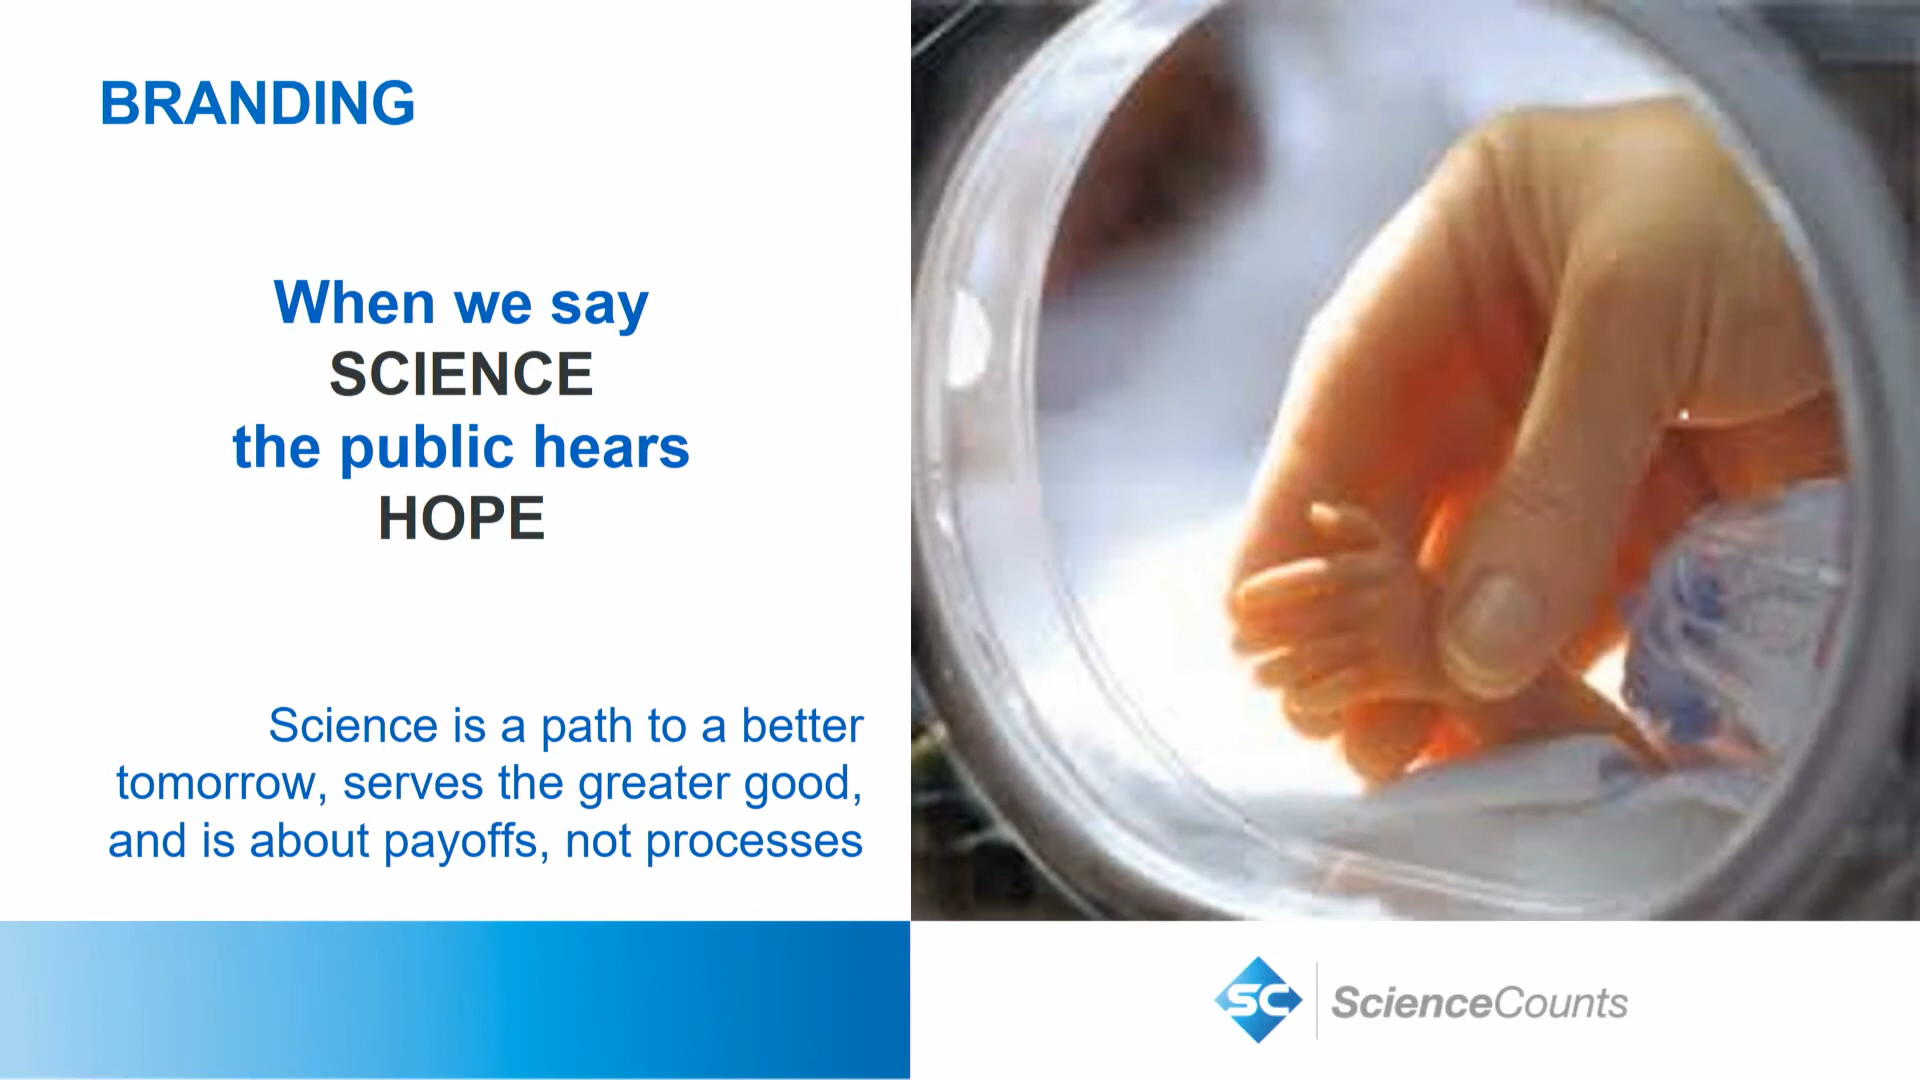 BRANDING
When we say
SCIENCE
the public hears
HOPE
Science is a path to a better
tomorrow, serves the greater good,
and is about payoffs, not processes
SC
ScienceCounts